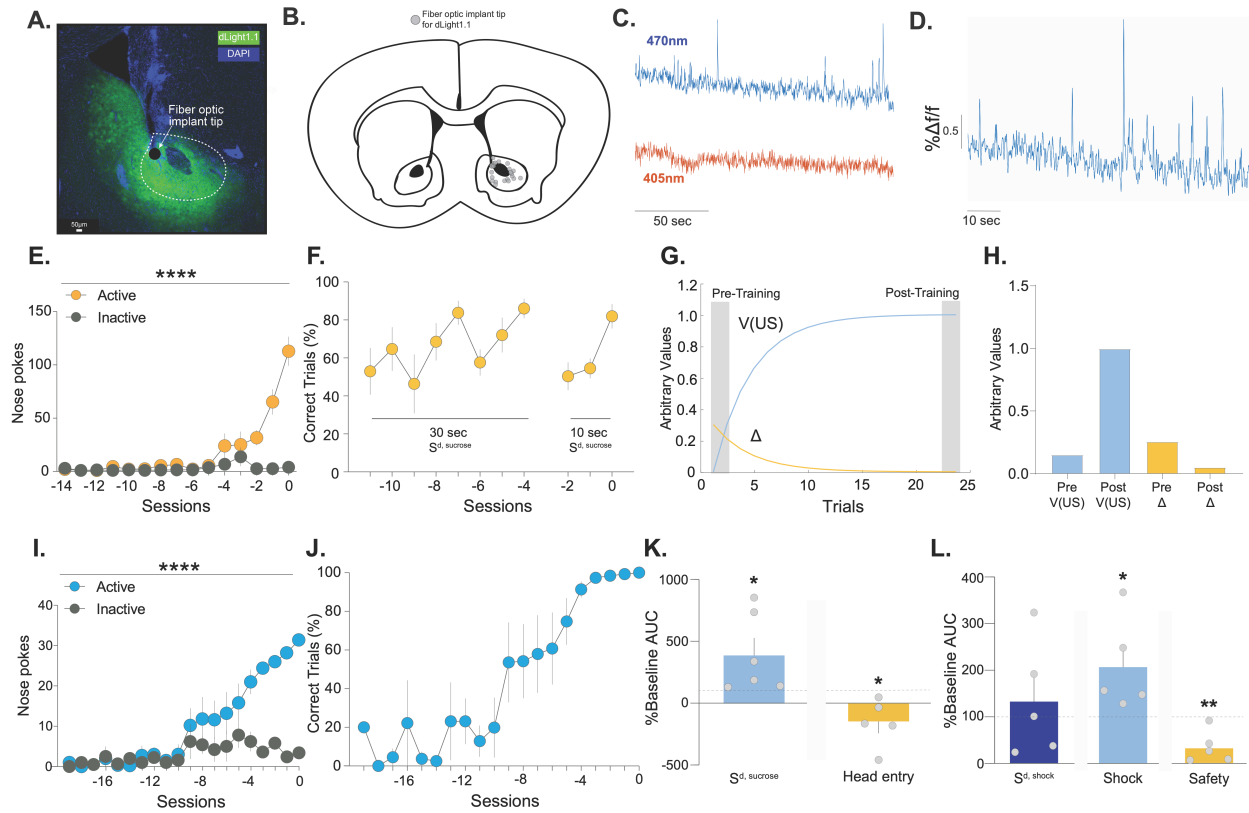 A.
dLight1.1
DAPI
Fiber optic
implant tip
50µm
B.
Fiber optic implant tip
for dLight1.1
C.
470nm
405nm
50 sec
D.
%Δf/f
0.5
10 sec
E.
****
Active
Inactive
Nose pokes
150
100
50
0
-14 -12 -10 -8 -6 -4 -2 0
Sessions
F.
Correct Trials (%)
100
80
60
40
20
0
30 sec
Sd, sucrose
10 sec
Sd, sucrose
-10 -8 -6 -4 -2 0
Sessions
G.
Arbitrary Values
1.2
1.0
0.8
0.6
0.4
0.2
0
Pre-Training
Post-Training
V(US)
Δ
0 5 10 15 20 25
Trials
H.
Arbitrary Values
1.5
1.0
0.5
0.0
Pre
V(US)
Post
V(US)
Pre
Δ
Post
Δ
I.
****
Active
Inactive
Nose pokes
40
30
20
10
0
-16 -12 -8 -4 0
Sessions
J.
Correct Trials (%)
100
80
60
40
20
0
-16 -12 -8 -4 0
Sessions
K.
%Baseline AUC
1000
500
0
-500
*
*
Sd, sucrose
Head entry
L.
%Baseline AUC
400
300
200
100
0
*
**
Sd, shock
Shock
Safety